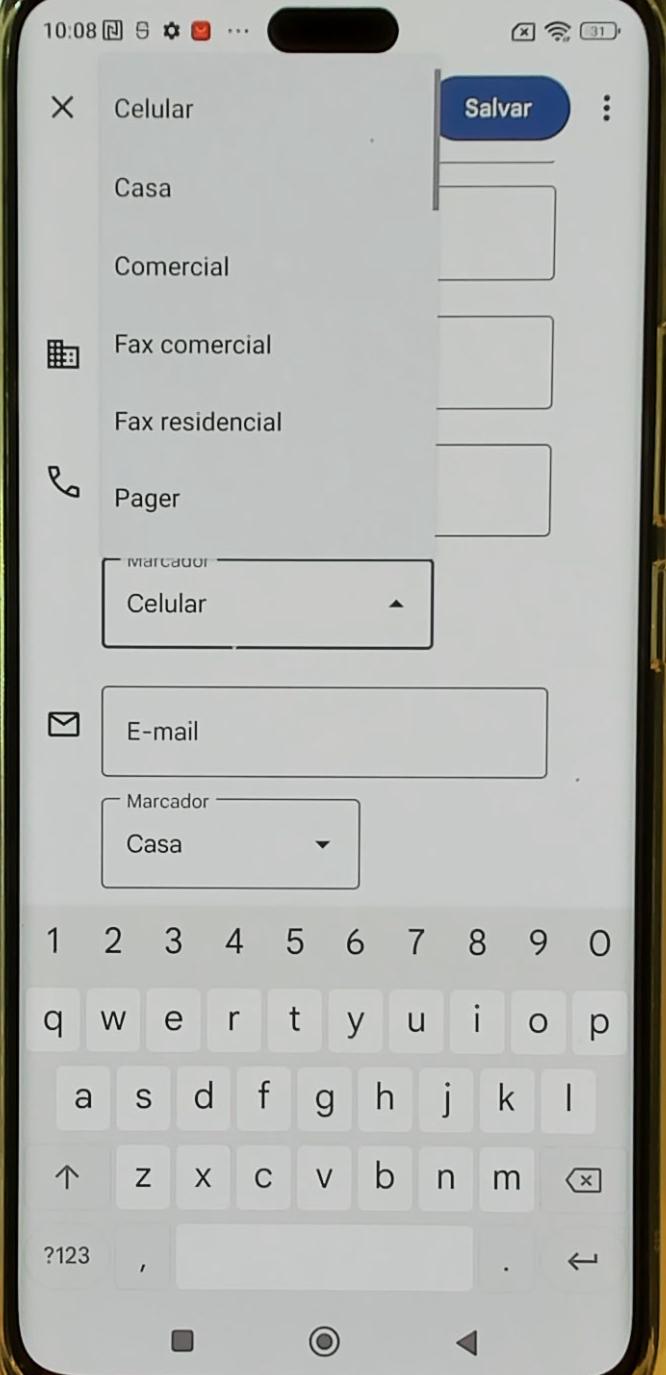 10:08 31
Celular
Salvar
Casa
Comercial
Fax comercial
Fax residencial
Pager
Marcador
Celular
E-mail
Marcador
Casa
1 2 3 4 5 6 7 8 9 0
q w e r t y u i o p
a s d f g h j k l
z x c v b n m
?123 , .